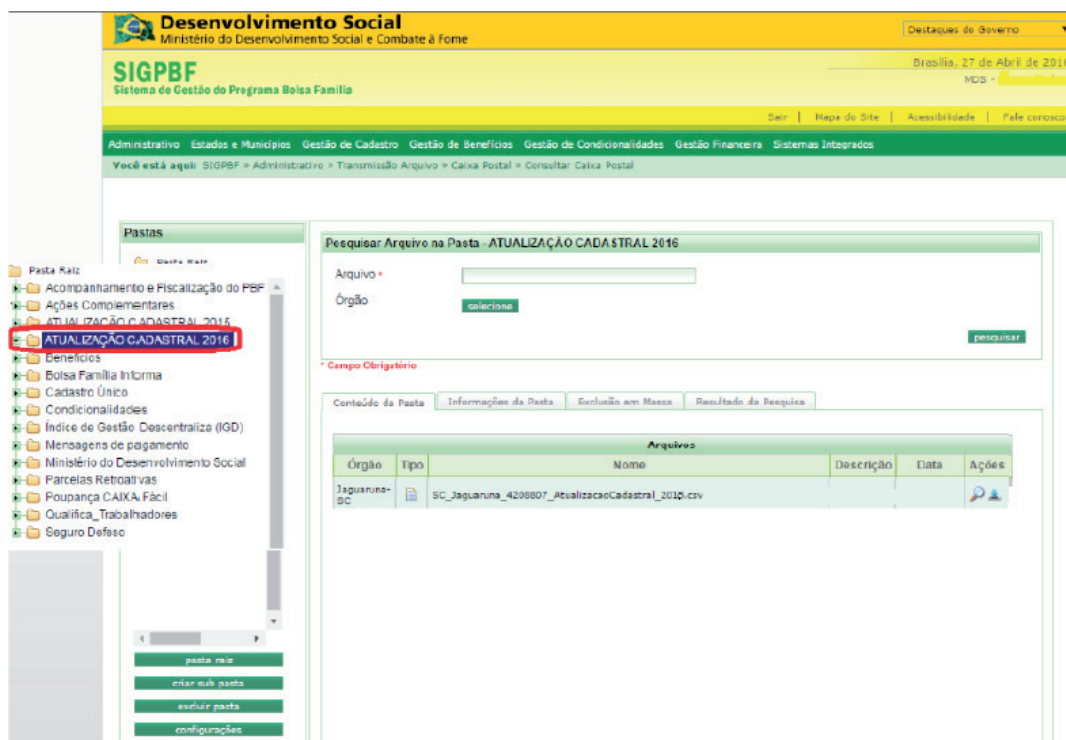 Desenvolvimento Social
Ministério do Desenvolvimento Social e Combate à Fome
Destaques do Governo
SIGPBF
Sistema de Gestão do Programa Bolsa Família
Brasília, 27 de Abril de 201
MDS -
Sair | Mapa do Site | Acessibilidade | Fale conosco
Administrativo Estados e Municípios Gestão de Cadastro Gestão de Benefícios Gestão de Condicionalidades Gestão Financeira Sistemas Integrados
Você está aqui: SIGPBF » Administrativo » Transmissão Arquivo » Caixa Postal » Consultar Caixa Postal
Pastas
Pasta Raiz
Pasta Raiz
Acompanhamento e Fiscalização do PBF
Ações Complementares
ATUALIZAÇÃO CADASTRAL 2015
ATUALIZAÇÃO CADASTRAL 2016
Benefícios
Bolsa Família Informa
Cadastro Único
Condicionalidades
Índice de Gestão Descentraliza (IGD)
Mensagens de pagamento
Ministério do Desenvolvimento Social
Parcelas Retroativas
Poupança CAIXA Fácil
Qualifica_Trabalhadores
Seguro Defeso
pasta raiz
criar sub pasta
excluir pasta
configurações
Pesquisar Arquivo na Pasta - ATUALIZAÇÃO CADASTRAL 2016
Arquivo *
Órgão selecione
pesquisar
* Campo Obrigatório
Conteúdo da Pasta Informações da Pasta Exclusão em Massa Resultado da Pesquisa
Arquivos
Órgão Tipo Nome Descrição Data Ações
Jaguaruna-
SC
SC_Jaguaruna_4208807_AtualizacaoCadastral_2016.csv